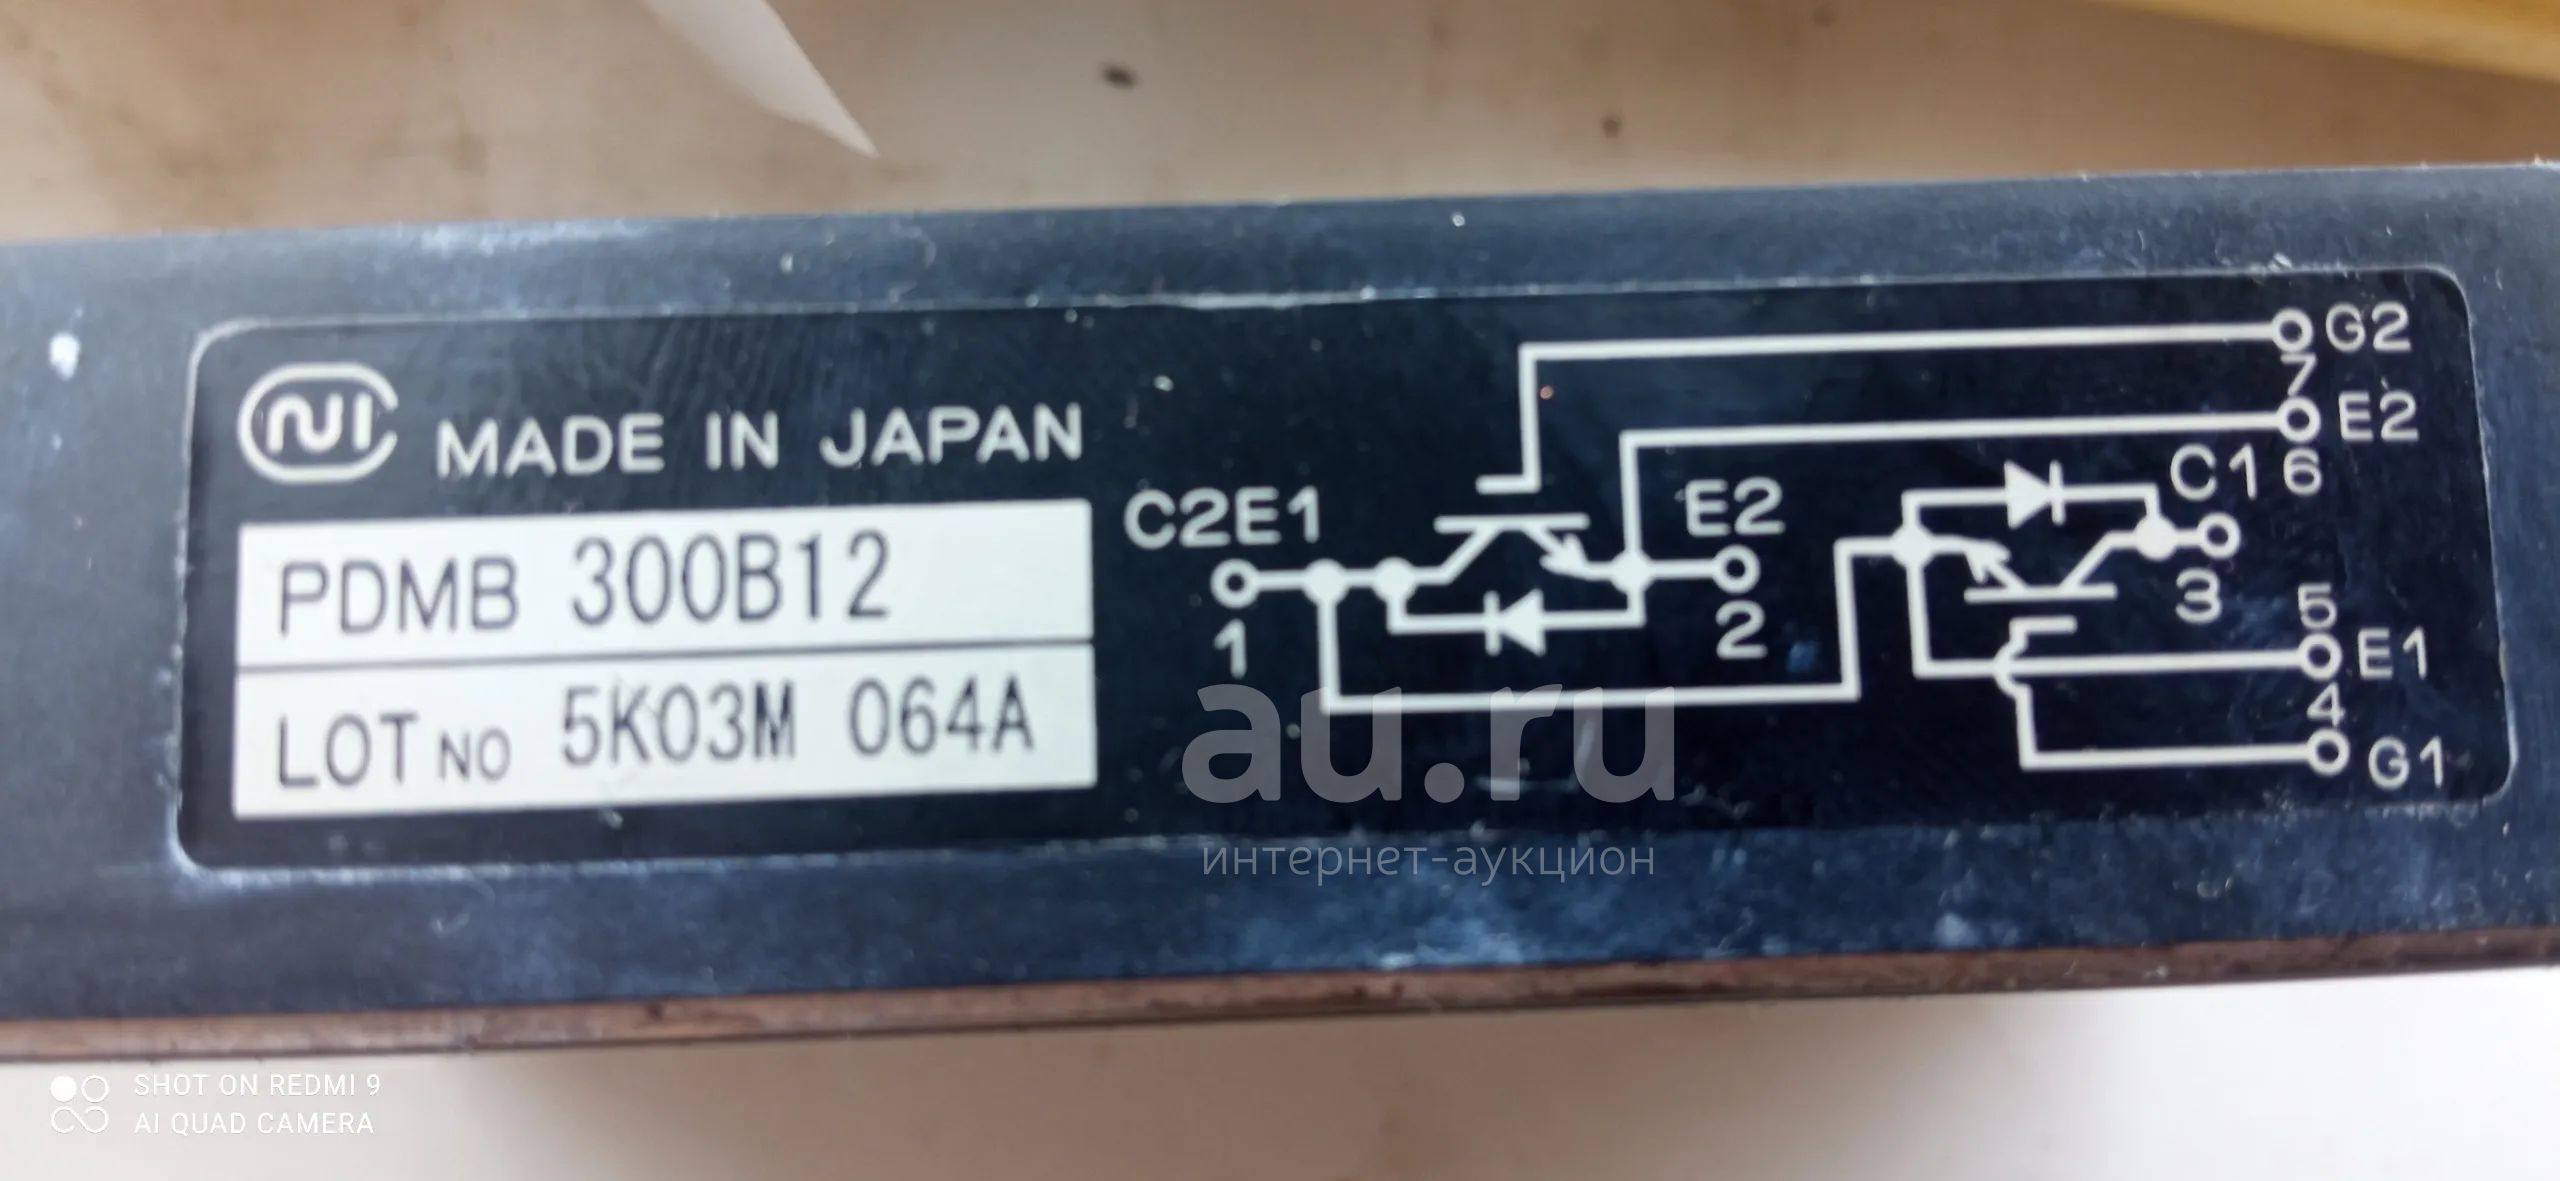 NI MADE IN JAPAN
PDMB 300B12
LOT NO 5K03M 064A
G2
7
E2
C1 6
C2E1
E2
1
2
3
5
E1
4
G1
au.ru
интернет-аукцион
SHOT ON REDMI 9
AI QUAD CAMERA